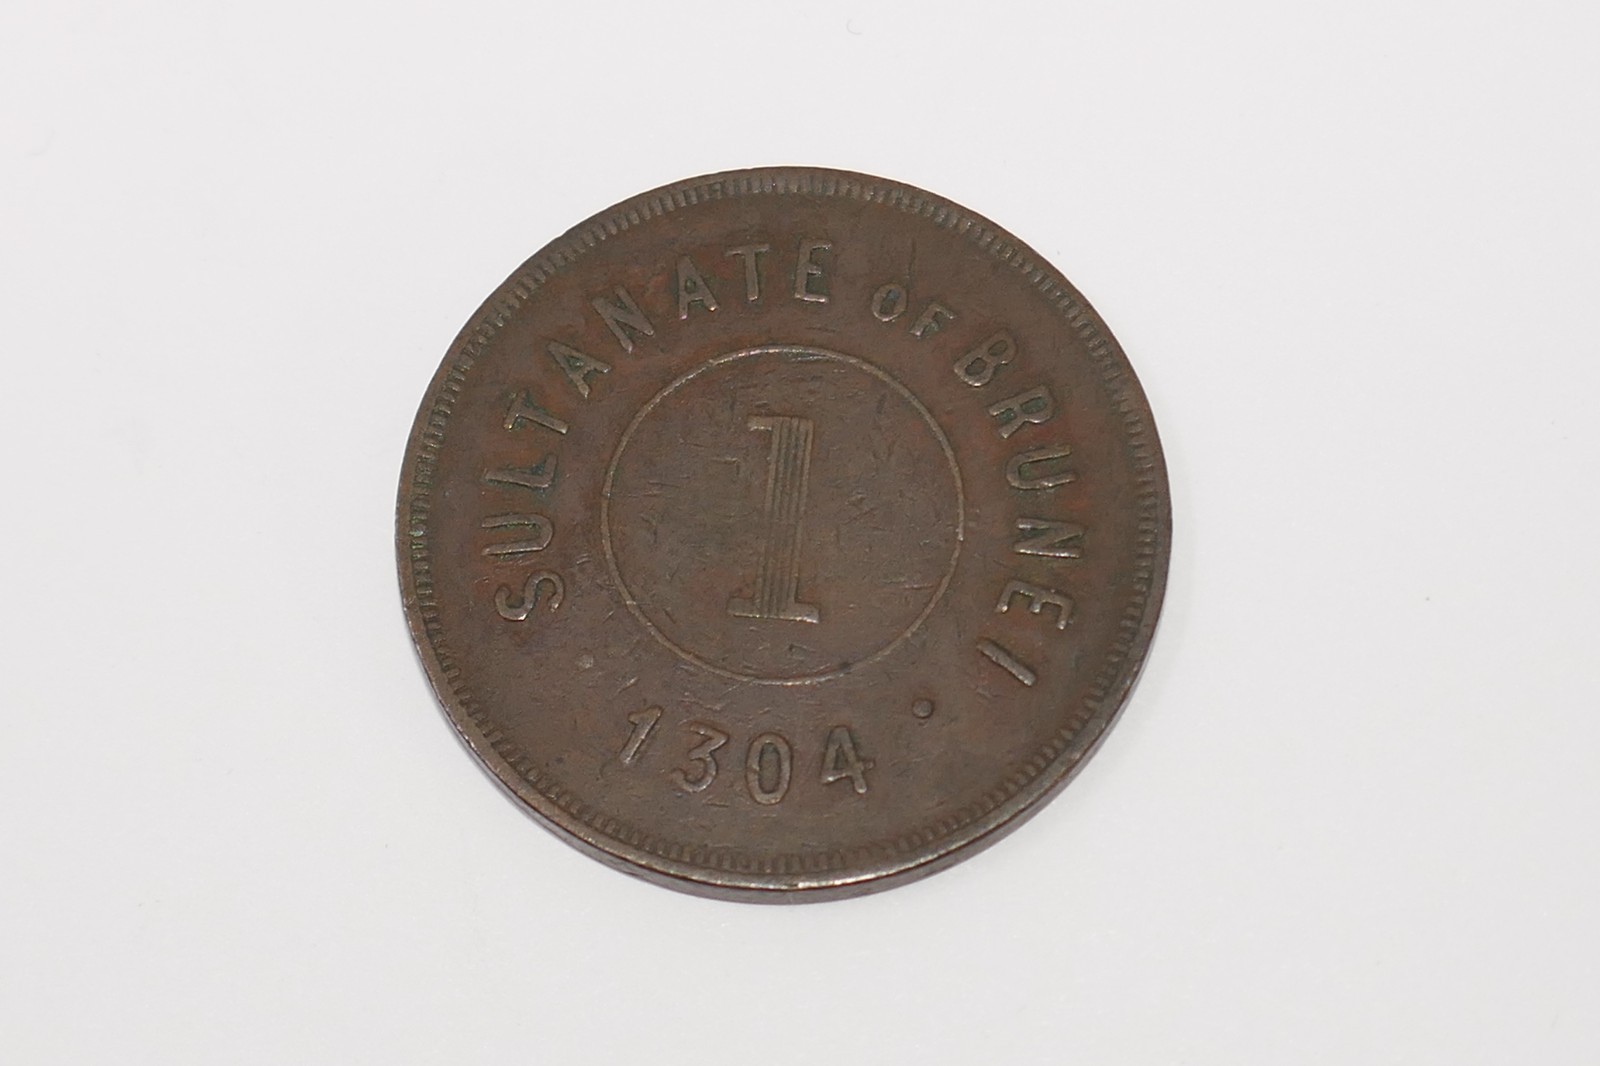 SULTANATE OF BRUNEI
1
1304